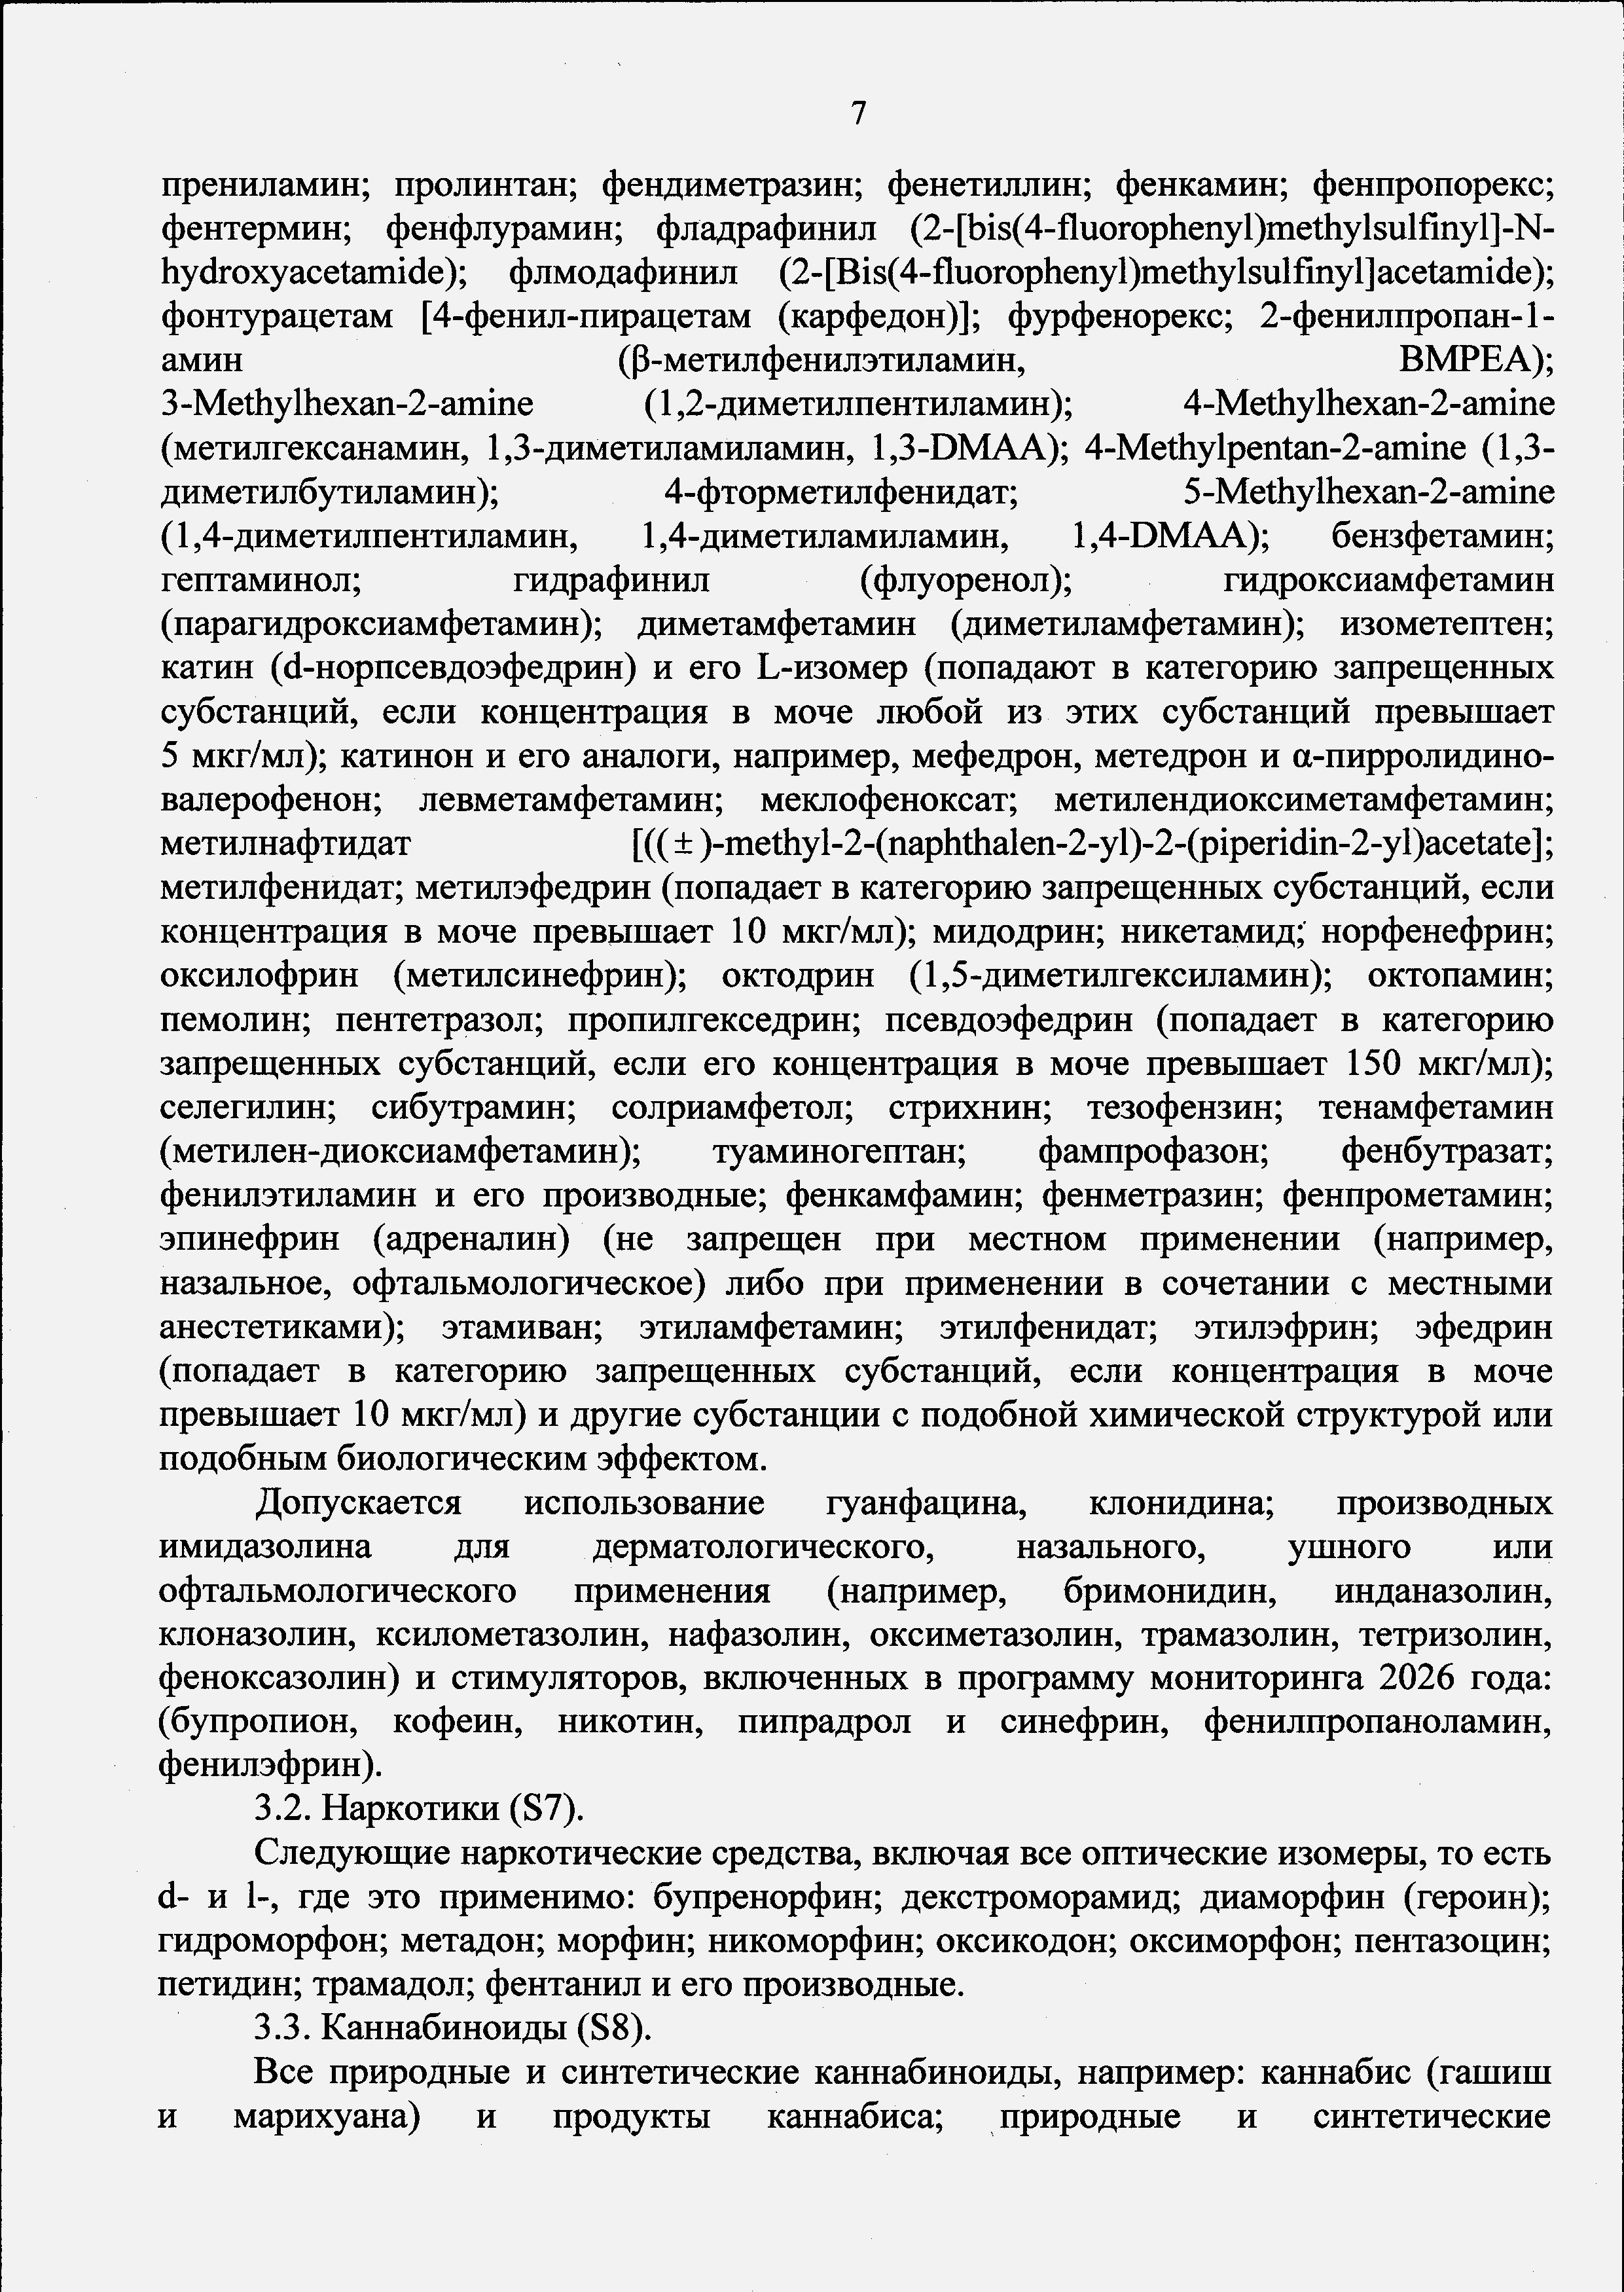 7
прениламин; пролинтан; фендиметразин; фенетиллин; фенкамин; фенпропорекс;
фентермин; фенфлурамин; фладрафинил (2-[bis(4-fluorophenyl)methylsulfinyl]-N-
hydroxyacetamide); флмодафинил (2-[Bis(4-fluorophenyl)methylsulfinyl]acetamide);
фонтурацетам [4-фенил-пирацетам (карфедон)]; фурфенорекс; 2-фенилпропан-1-
амин (β-метилфенилэтиламин, BMPEA);
3-Methylhexan-2-amine (1,2-диметилпентиламин); 4-Methylhexan-2-amine
(метилгексанамин, 1,3-диметиламиламин, 1,3-DMAA); 4-Methylpentan-2-amine (1,3-
диметилбутиламин); 4-фторметилфенидат; 5-Methylhexan-2-amine
(1,4-диметилпентиламин, 1,4-диметиламиламин, 1,4-DMAA); бензфетамин;
гептаминол; гидрафинил (флуоренол); гидроксиамфетамин
(парагидроксиамфетамин); диметамфетамин (диметиламфетамин); изометептен;
катин (d-норпсевдоэфедрин) и его L-изомер (попадают в категорию запрещенных
субстанций, если концентрация в моче любой из этих субстанций превышает
5 мкг/мл); катинон и его аналоги, например, мефедрон, метедрон и α-пирролидино-
валерофенон; левметамфетамин; меклофеноксат; метилендиоксиметамфетамин;
метилнафтидат [((±)-methyl-2-(naphthalen-2-yl)-2-(piperidin-2-yl)acetate];
метилфенидат; метилэфедрин (попадает в категорию запрещенных субстанций, если
концентрация в моче превышает 10 мкг/мл); мидодрин; никетамид; норфенефрин;
оксилофрин (метилсинефрин); октодрин (1,5-диметилгексиламин); октопамин;
пемолин; пентетразол; пропилгекседрин; псевдоэфедрин (попадает в категорию
запрещенных субстанций, если его концентрация в моче превышает 150 мкг/мл);
селегилин; сибутрамин; солриамфетол; стрихнин; тезофензин; тенамфетамин
(метилен-диоксиамфетамин); туаминогептан; фампрофазон; фенбутразат;
фенилэтиламин и его производные; фенкамфамин; фенметразин; фенпрометамин;
эпинефрин (адреналин) (не запрещен при местном применении (например,
назальное, офтальмологическое) либо при применении в сочетании с местными
анестетиками); этамиван; этиламфетамин; этилфенидат; этилэфрин; эфедрин
(попадает в категорию запрещенных субстанций, если концентрация в моче
превышает 10 мкг/мл) и другие субстанции с подобной химической структурой или
подобным биологическим эффектом.
Допускается использование гуанфацина, клонидина; производных
имидазолина для дерматологического, назального, ушного или
офтальмологического применения (например, бримонидин, инданазолин,
клоназолин, ксилометазолин, нафазолин, оксиметазолин, трамазолин, тетризолин,
феноксазолин) и стимуляторов, включенных в программу мониторинга 2026 года:
(бупропион, кофеин, никотин, пипрадрол и синефрин, фенилпропаноламин,
фенилэфрин).
3.2. Наркотики (S7).
Следующие наркотические средства, включая все оптические изомеры, то есть
d- и l-, где это применимо: бупренорфин; декстроморамид; диаморфин (героин);
гидроморфон; метадон; морфин; никоморфин; оксикодон; оксиморфон; пентазоцин;
петидин; трамадол; фентанил и его производные.
3.3. Каннабиноиды (S8).
Все природные и синтетические каннабиноиды, например: каннабис (гашиш
и марихуана) и продукты каннабиса; природные и синтетические